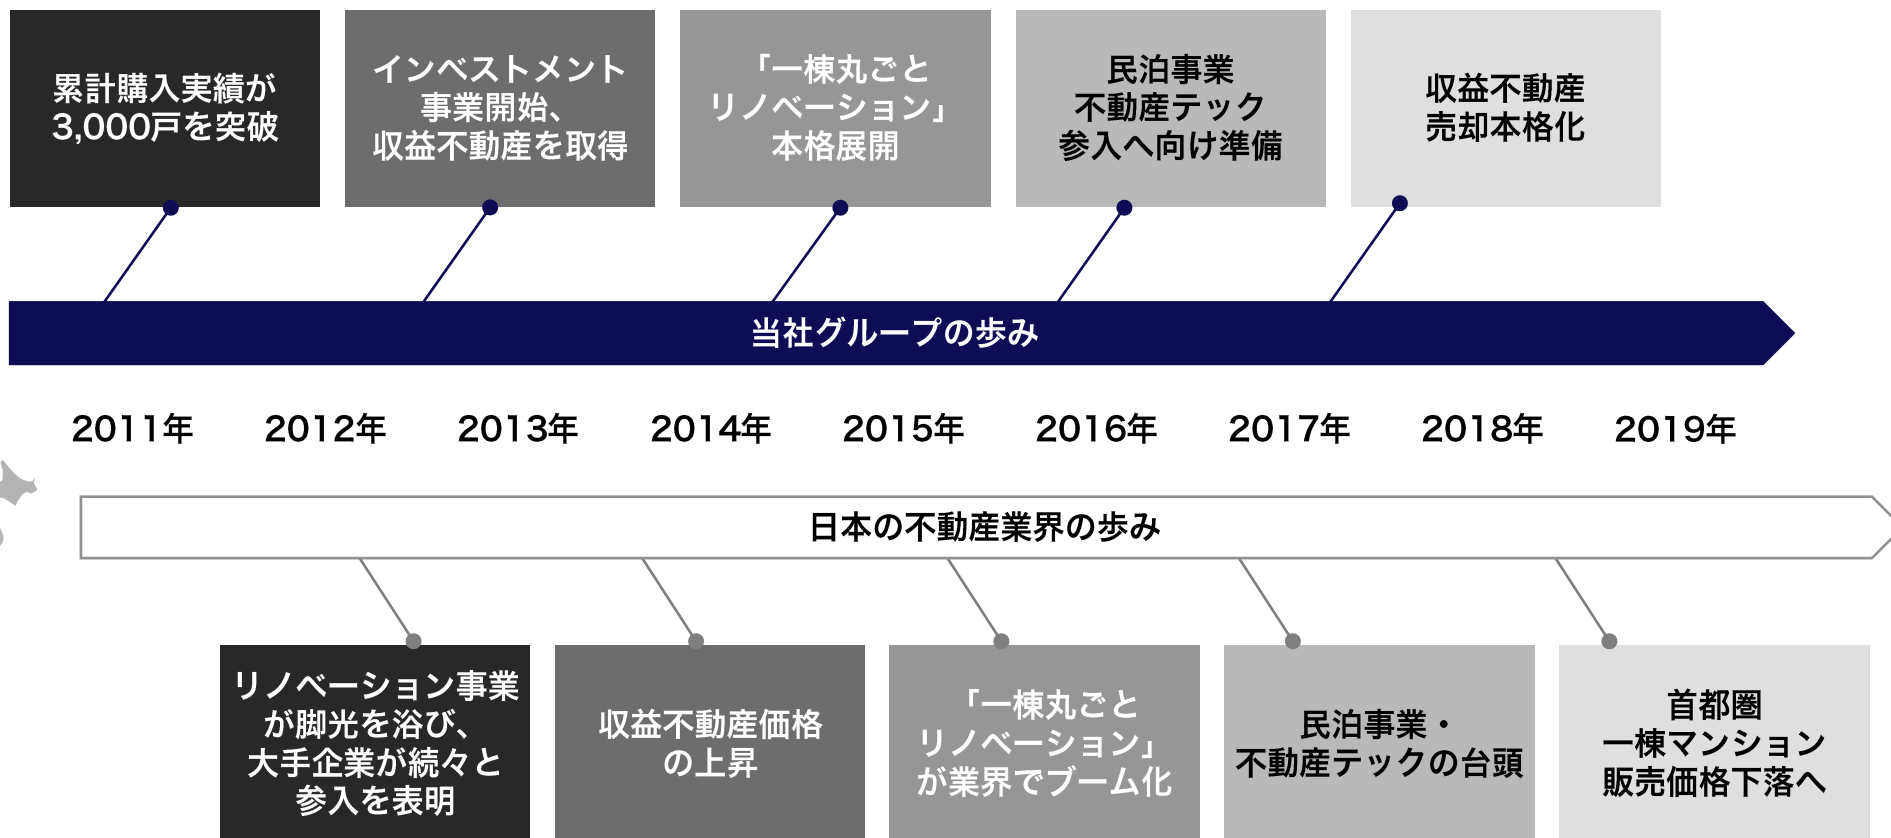 累計購入実績が
3,000戸を突破
インベストメント
事業開始、
収益不動産を取得
「一棟丸ごと
リノベーション」
本格展開
民泊事業
不動産テック
参入へ向け準備
収益不動産
売却本格化
当社グループの歩み
2011年 2012年 2013年 2014年 2015年 2016年 2017年 2018年 2019年
日本の不動産業界の歩み
リノベーション事業
が脚光を浴び、
大手企業が続々と
参入を表明
収益不動産価格
の上昇
「一棟丸ごと
リノベーション」
が業界でブーム化
民泊事業・
不動産テックの台頭
首都圏
一棟マンション
販売価格下落へ